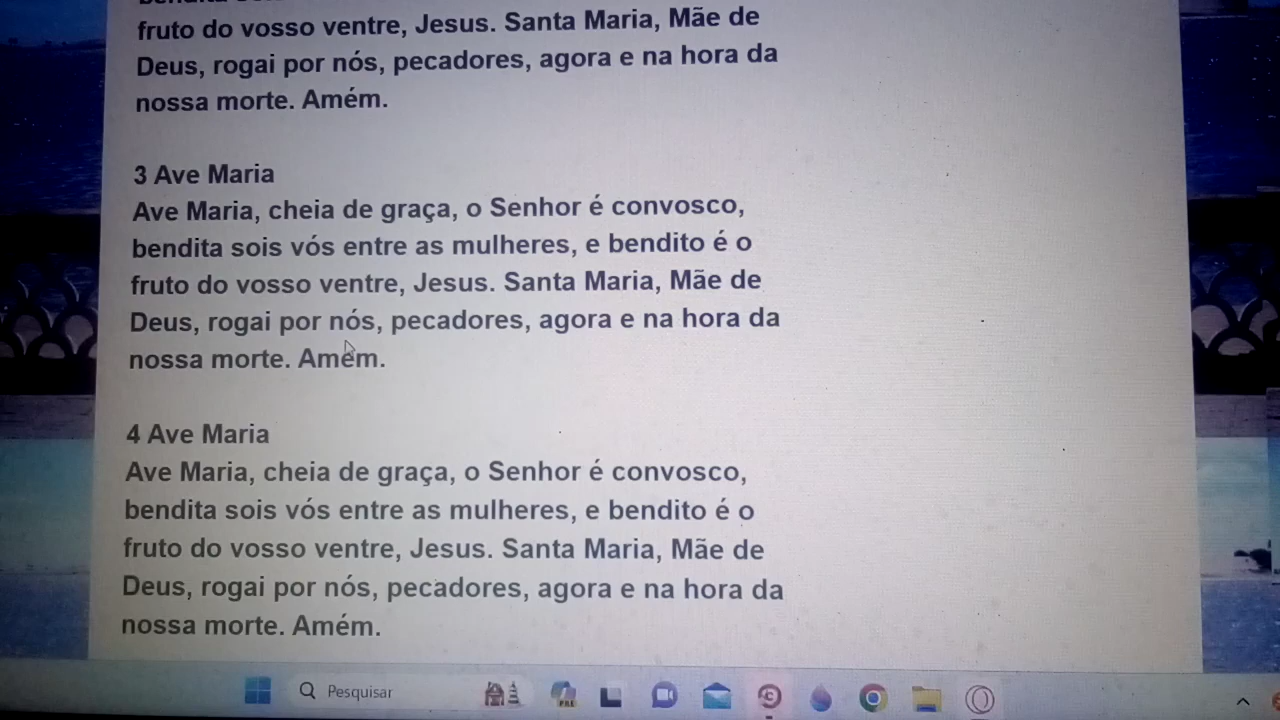 fruto do vosso ventre, Jesus. Santa Maria, Mãe de
Deus, rogai por nós, pecadores, agora e na hora da
nossa morte. Amém.
3 Ave Maria
Ave Maria, cheia de graça, o Senhor é convosco,
bendita sois vós entre as mulheres, e bendito é o
fruto do vosso ventre, Jesus. Santa Maria, Mãe de
Deus, rogai por nós, pecadores, agora e na hora da
nossa morte. Amém.
4 Ave Maria
Ave Maria, cheia de graça, o Senhor é convosco,
bendita sois vós entre as mulheres, e bendito é o
fruto do vosso ventre, Jesus. Santa Maria, Mãe de
Deus, rogai por nós, pecadores, agora e na hora da
nossa morte. Amém.
Pesquisar
PRE